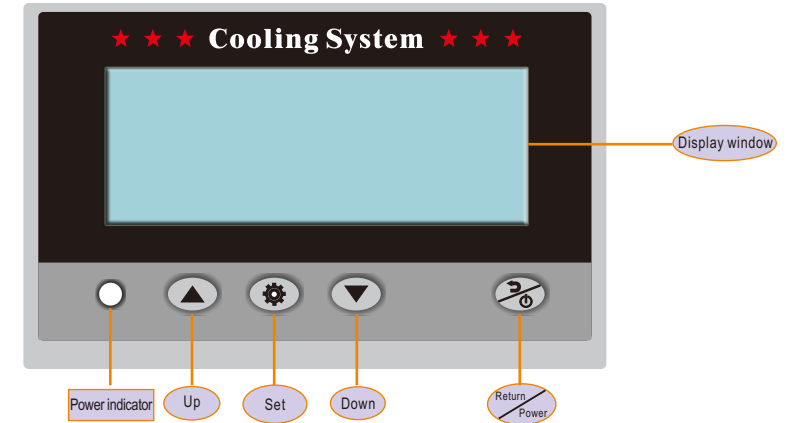 ★ ★ ★ Cooling System ★ ★ ★
Display window
Power indicator
Up
Set
Down
Return
Power